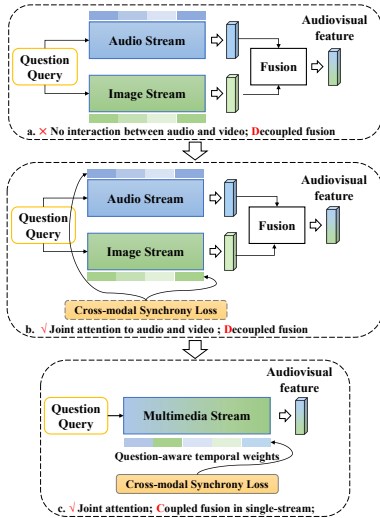 Audiovisual
feature
Audio Stream
Question
Query
Fusion
Image Stream
a. × No interaction between audio and video; Decoupled fusion
Audiovisual
feature
Audio Stream
Question
Query
Fusion
Image Stream
Cross-modal Synchrony Loss
b. √ Joint attention to audio and video ; Decoupled fusion
Audiovisual
feature
Question
Query
Multimedia Stream
Question-aware temporal weights
Cross-modal Synchrony Loss
c. √ Joint attention; Coupled fusion in single-stream;